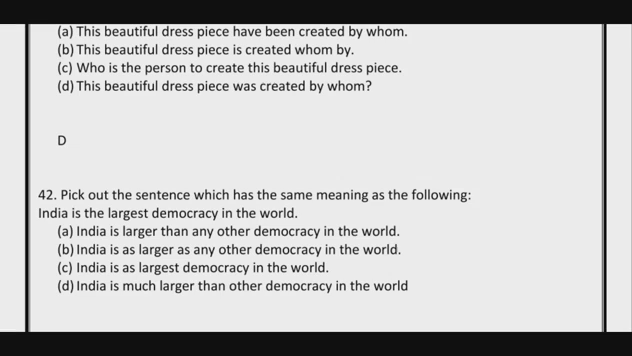 (a) This beautiful dress piece have been created by whom.
(b) This beautiful dress piece is created whom by.
(c) Who is the person to create this beautiful dress piece.
(d) This beautiful dress piece was created by whom?
D
42. Pick out the sentence which has the same meaning as the following:
India is the largest democracy in the world.
(a) India is larger than any other democracy in the world.
(b) India is as larger as any other democracy in the world.
(c) India is as largest democracy in the world.
(d) India is much larger than other democracy in the world